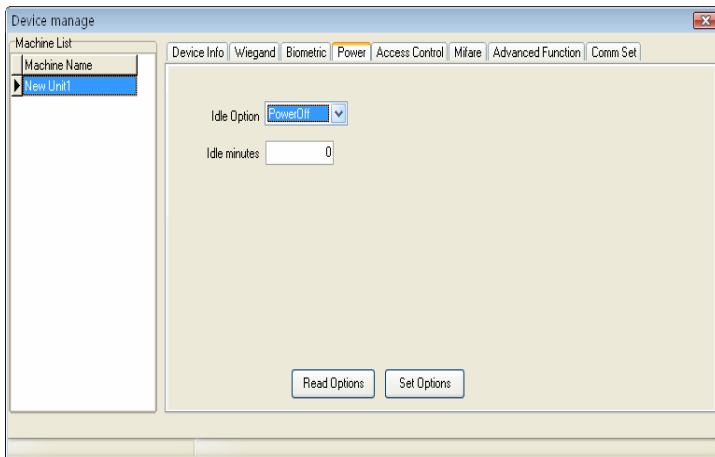 Device manage
Machine List
Machine Name
New Unit1
Device Info Wiegand Biometric Power Access Control Mifare Advanced Function Comm Set
Idle Option PowerOff
Idle minutes 0
Read Options Set Options